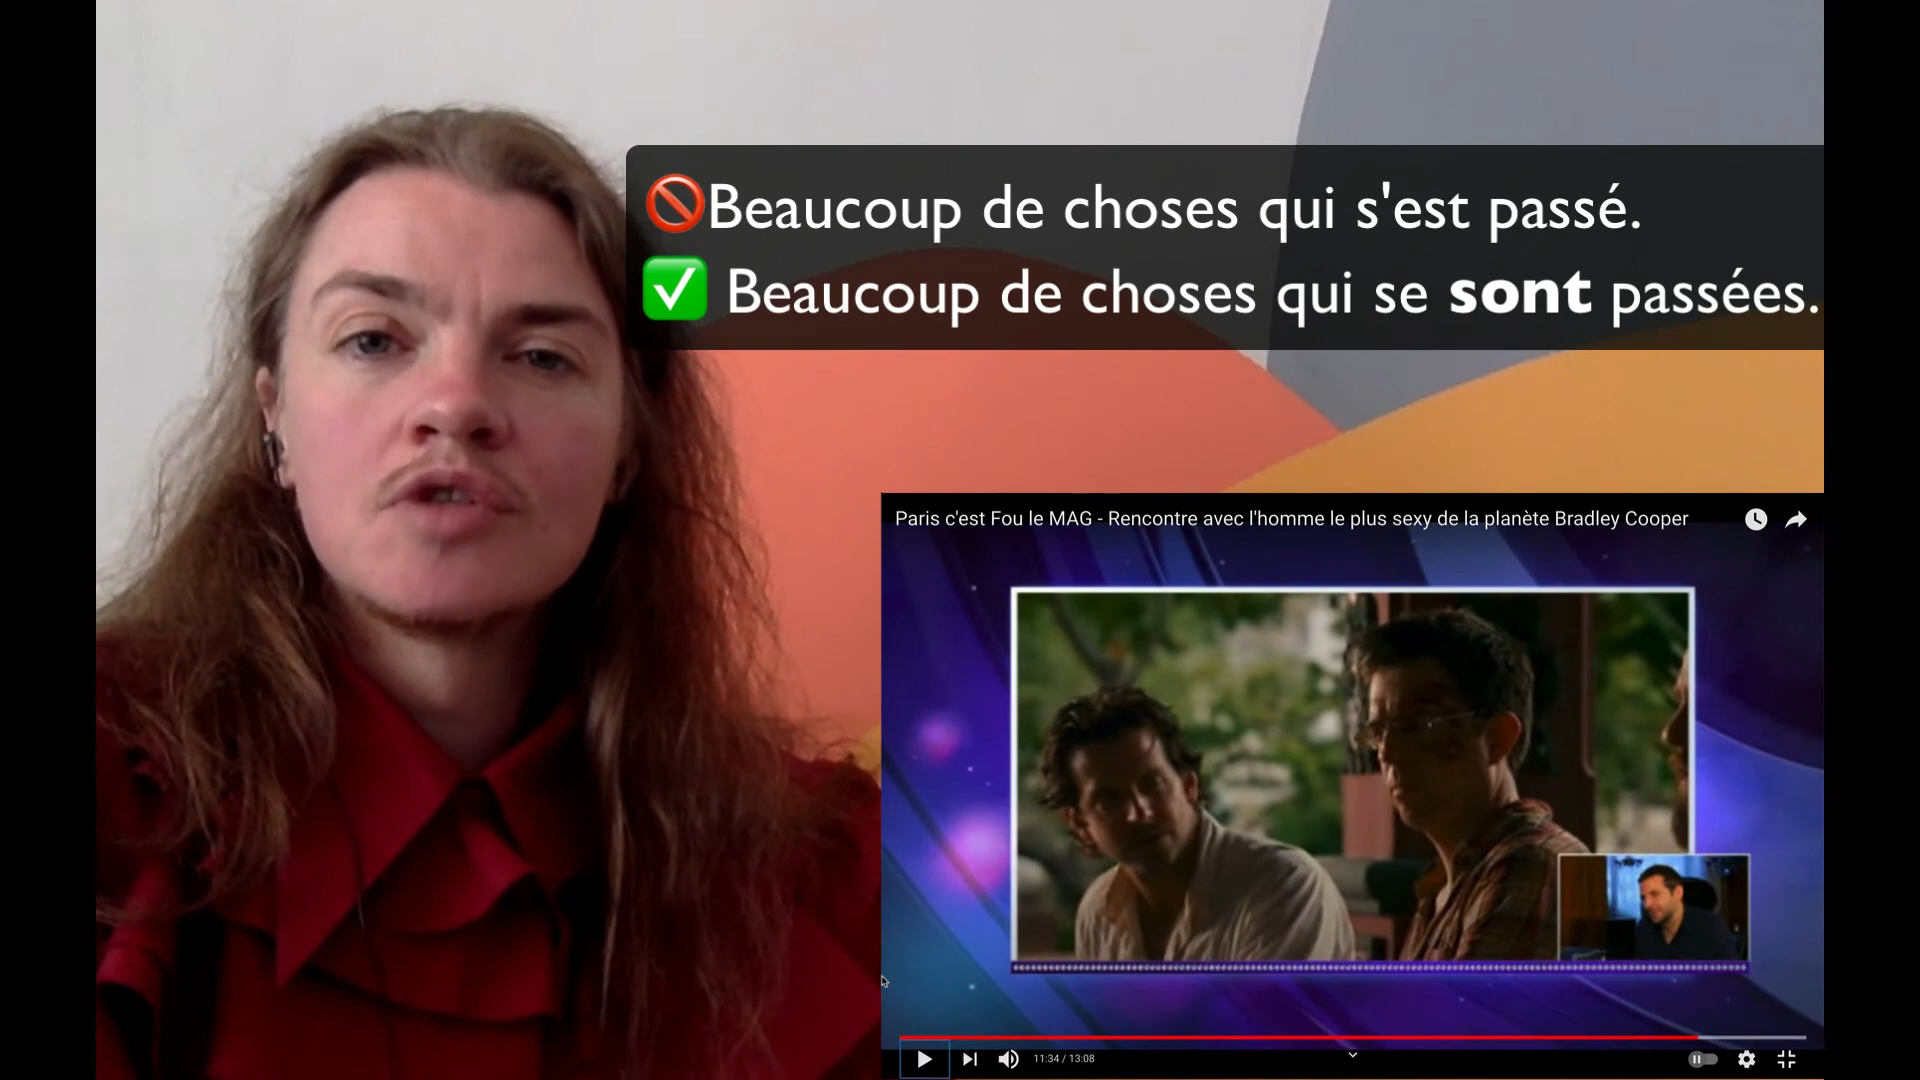 🚫Beaucoup de choses qui s'est passé.
✅ Beaucoup de choses qui se sont passées.
Paris c'est Fou le MAG - Rencontre avec l'homme le plus sexy de la planète Bradley Cooper
11:34 / 13:08